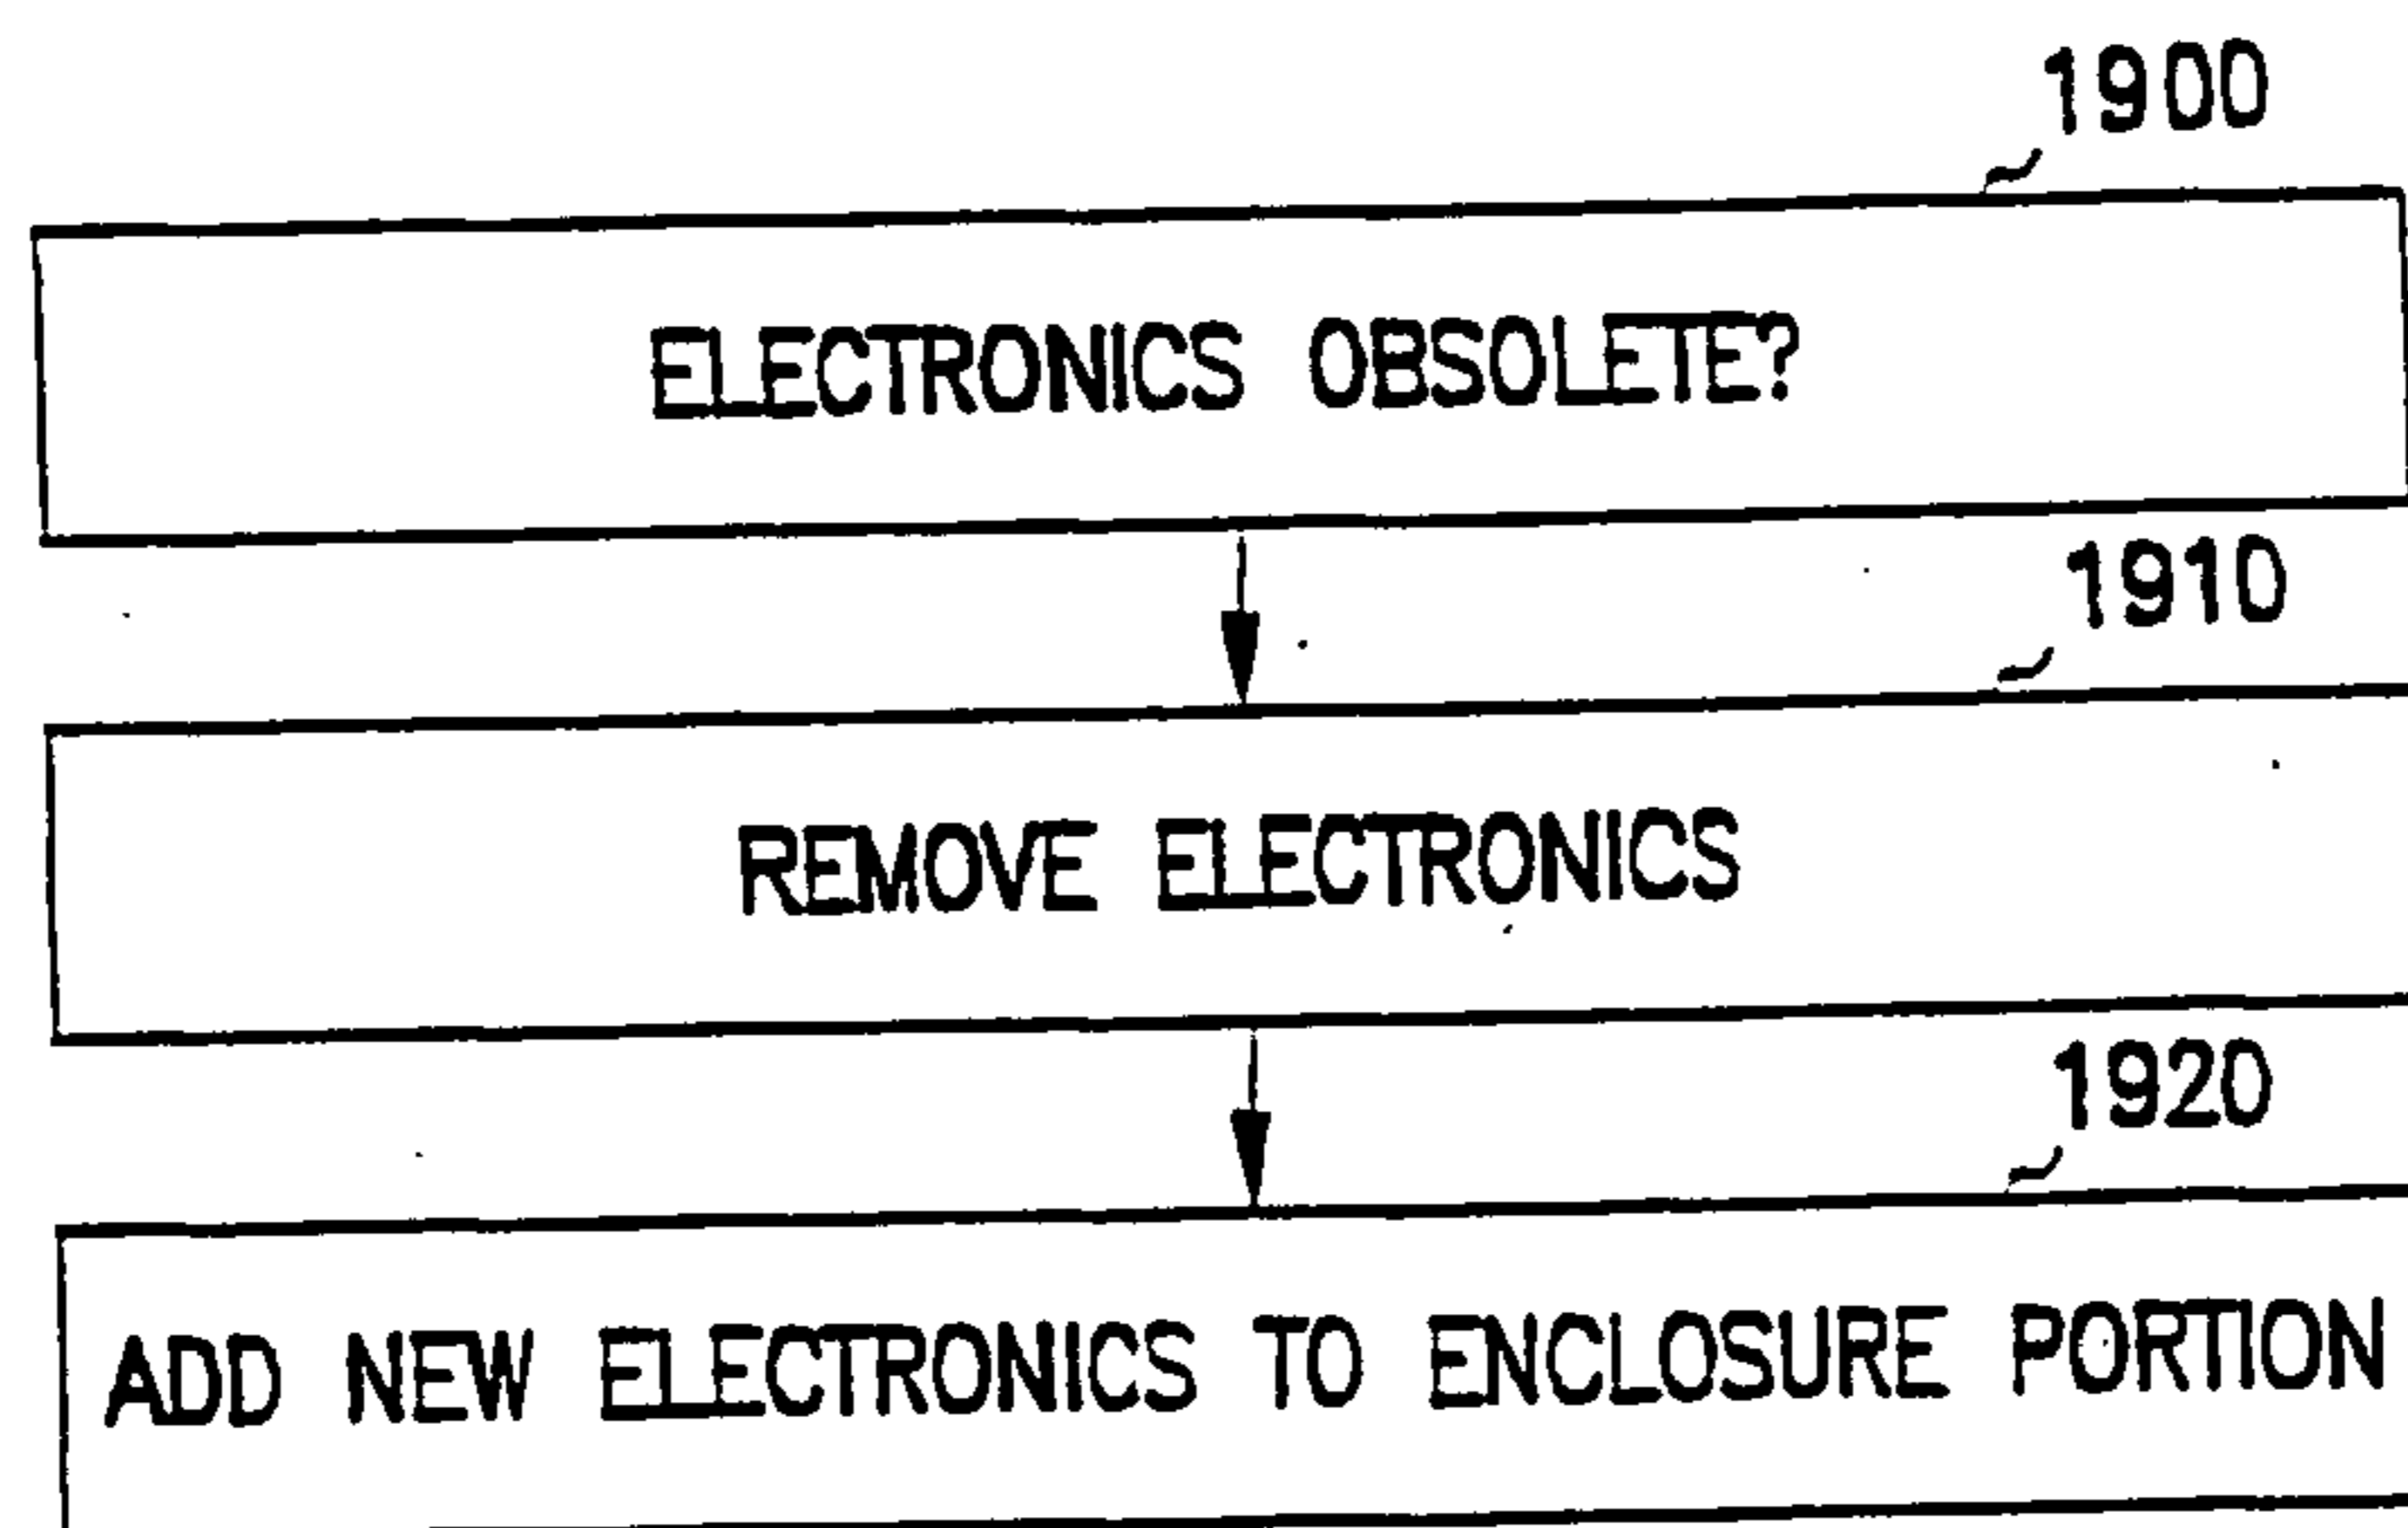 1900
ELECTRONICS OBSOLETE?
1910
REMOVE ELECTRONICS
1920
ADD NEW ELECTRONICS TO ENCLOSURE PORTION